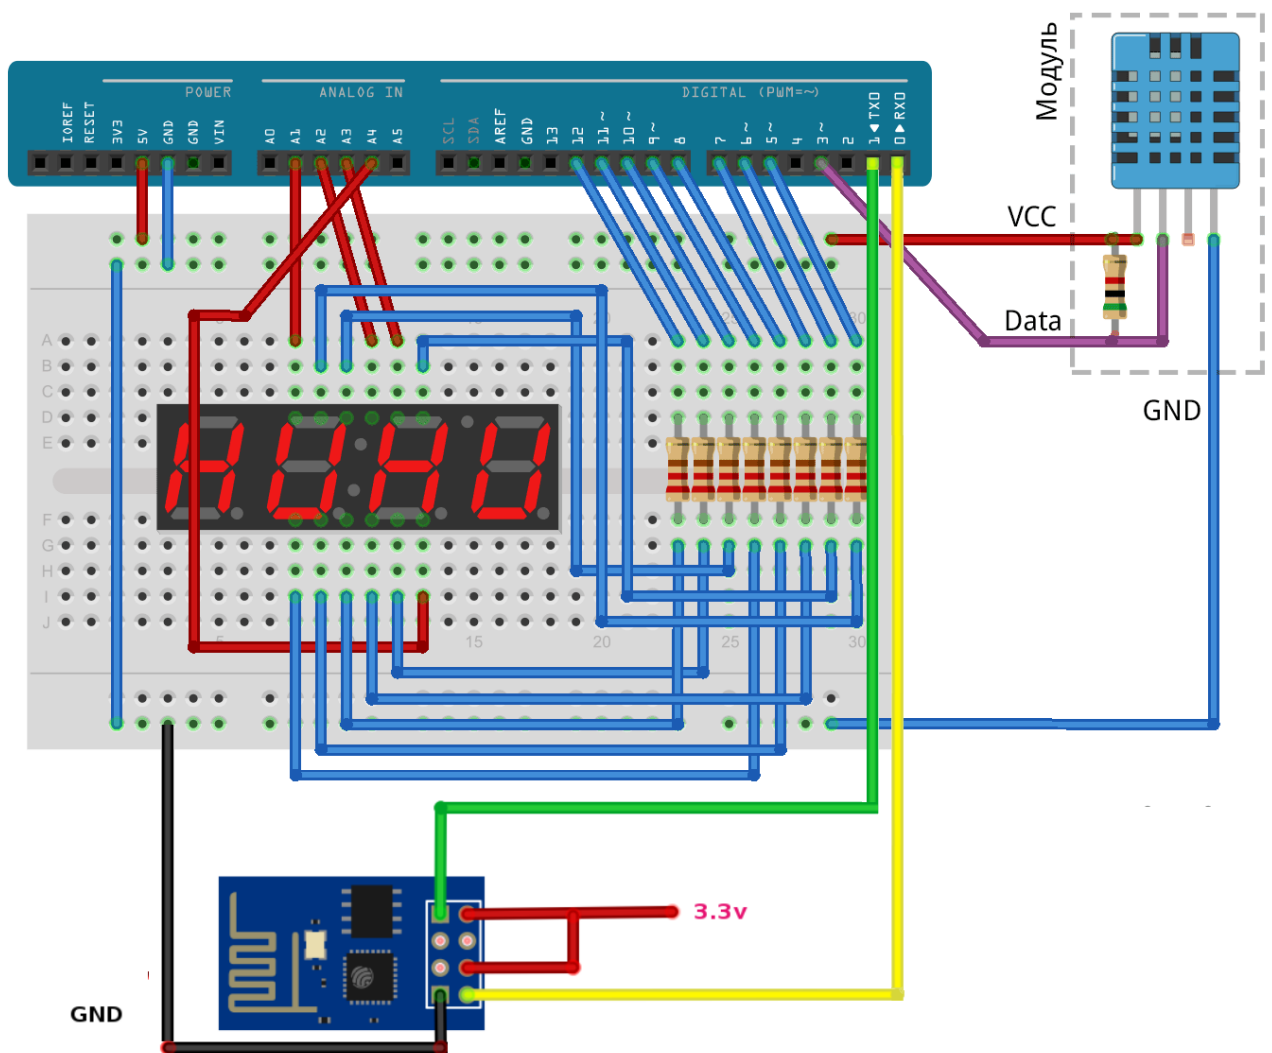 POWER
ANALOG IN
DIGITAL (PWM=~)
IOREF
RESET
3V3
5V
GND
GND
VIN
A0
A1
A2
A3
A4
A5
SCL
SDA
AREF
GND
13
12
11~
10~
9~
8
7
6~
5~
4
3~
2
1◄TX0
0►RX0
Модуль
VCC
Data
GND
A
B
C
D
E
F
G
H
I
J
5
15
20
25
30
3.3v
GND